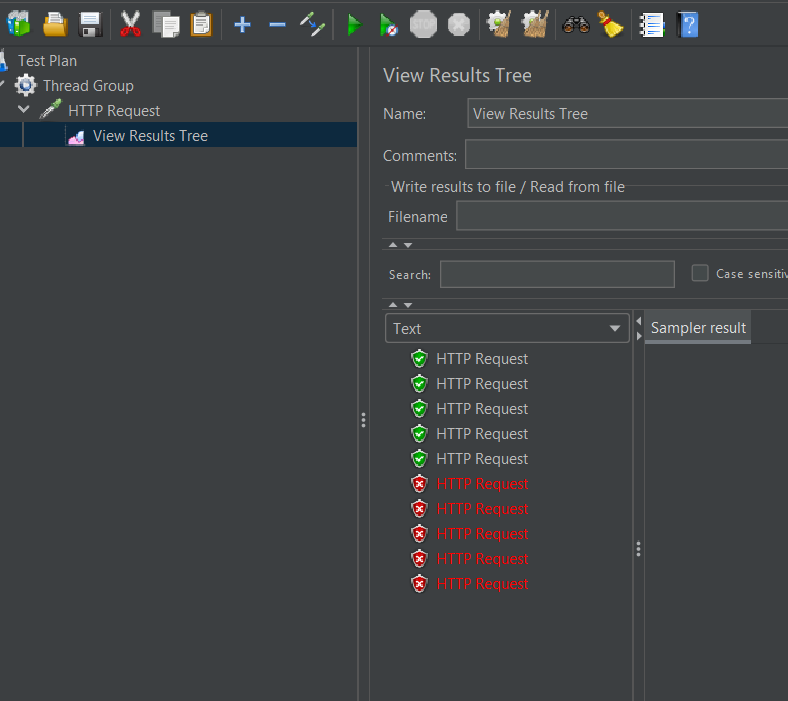 STOP
Test Plan
Thread Group
HTTP Request
View Results Tree
View Results Tree
Name:
View Results Tree
Comments:
Write results to file / Read from file
Filename
Search:
Case sensitiv
Text
HTTP Request
HTTP Request
HTTP Request
HTTP Request
HTTP Request
HTTP Request
HTTP Request
HTTP Request
HTTP Request
HTTP Request
Sampler result